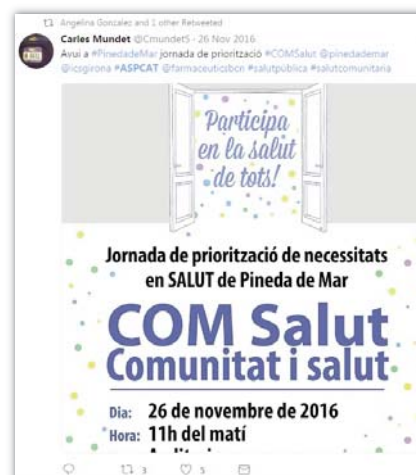 Angelina Gonzalez and 1 other Retweeted
Carles Mundet @CmundetS - 26 Nov 2016
Avui a #PinedadeMar jornada de priorització #COMSalut @pinedademar
@icsgirona #ASPCAT @farmaceuticsbcn #salutpública #salutcomunitaria
Participa
en la salut
de tots!
Jornada de priorització de necessitats
en SALUT de Pineda de Mar
COM Salut
Comunitat i salut
Dia: 26 de novembre de 2016
Hora: 11h del matí
3 5